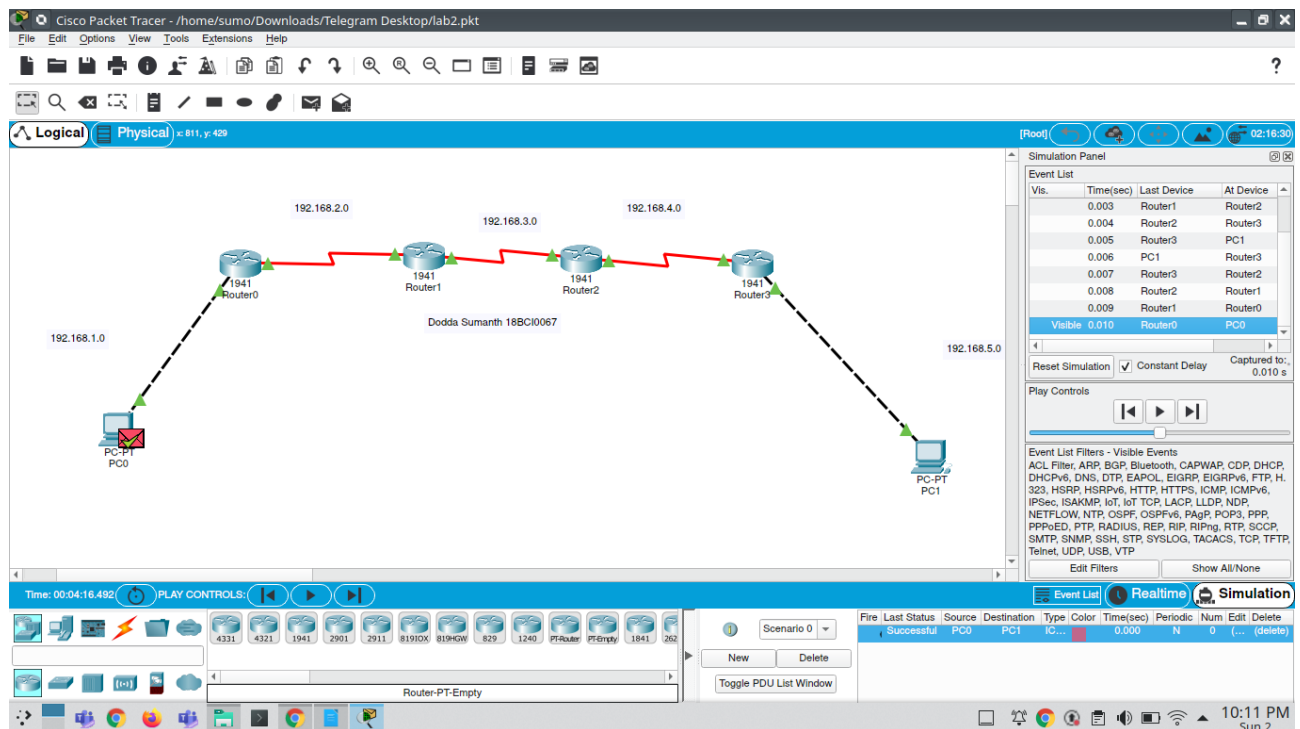 Cisco Packet Tracer - /home/sumo/Downloads/Telegram Desktop/lab2.pkt
File Edit Options View Tools Extensions Help
?
Logical Physical x: 811, y: 429 [Root] 02:16:30
192.168.2.0
192.168.3.0
192.168.4.0
1941
Router0
1941
Router1
1941
Router2
1941
Router3
Dodda Sumanth 18BCI0067
192.168.1.0
192.168.5.0
PC-PT
PC0
PC-PT
PC1
Simulation Panel
Event List
Vis. Time(sec) Last Device At Device
0.003 Router1 Router2
0.004 Router2 Router3
0.005 Router3 PC1
0.006 PC1 Router3
0.007 Router3 Router2
0.008 Router2 Router1
0.009 Router1 Router0
Visible 0.010 Router0 PC0
Reset Simulation Constant Delay Captured to:
0.010 s
Play Controls
Event List Filters - Visible Events
ACL Filter, ARP, BGP, Bluetooth, CAPWAP, CDP, DHCP,
DHCPv6, DNS, DTP, EAPOL, EIGRP, EIGRPv6, FTP, H.
323, HSRP, HSRPv6, HTTP, HTTPS, ICMP, ICMPv6,
IPSec, ISAKMP, IoT, IoT TCP, LACP, LLDP, NDP,
NETFLOW, NTP, OSPF, OSPFv6, PAgP, POP3, PPP,
PPPoED, PTP, RADIUS, REP, RIP, RIPng, RTP, SCCP,
SMTP, SNMP, SSH, STP, SYSLOG, TACACS, TCP, TFTP,
Telnet, UDP, USB, VTP
Edit Filters Show All/None
Time: 00:04:16.492 PLAY CONTROLS: Event List Realtime Simulation
4331 4321 1941 2901 2911 819IOX 819HGW 829 1240 PT-Router PT-Empty 1841 262
Router-PT-Empty
Scenario 0
New Delete
Toggle PDU List Window
Fire Last Status Source Destination Type Color Time(sec) Periodic Num Edit Delete
Successful PC0 PC1 IC... 0.000 N 0 (... (delete)
10:11 PM
Sun 2